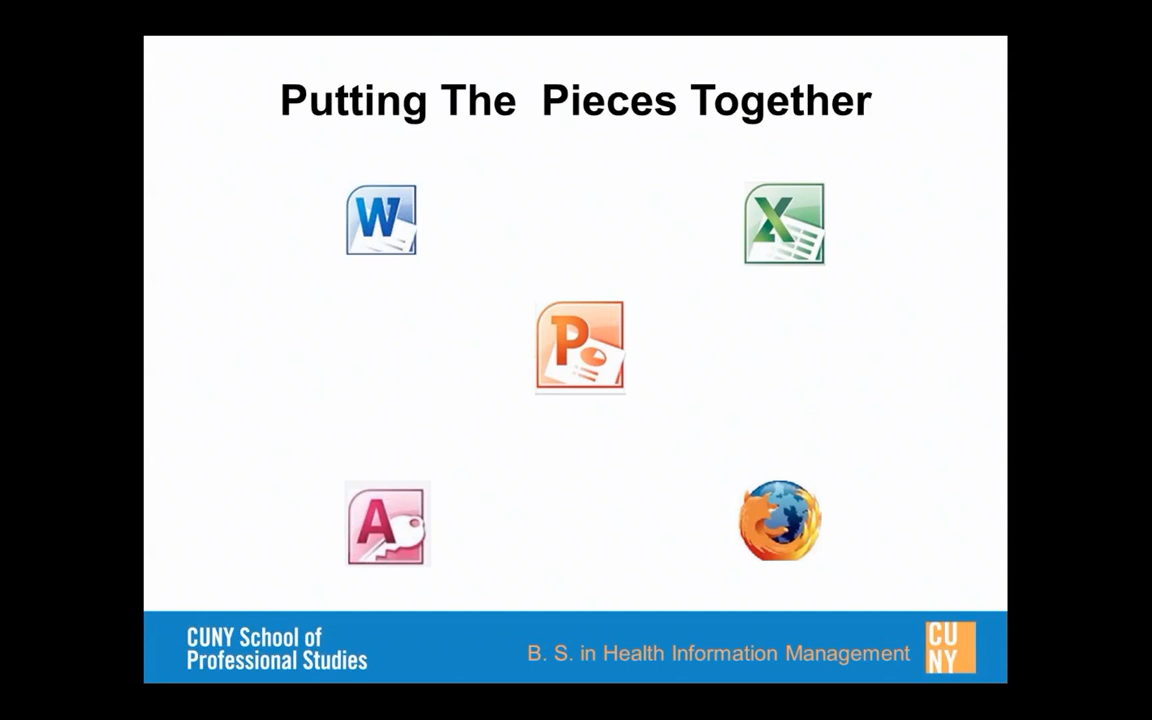 Putting The  Pieces Together
W
X
P
A
CUNY School of
Professional Studies
B. S. in Health Information Management
CU
NY